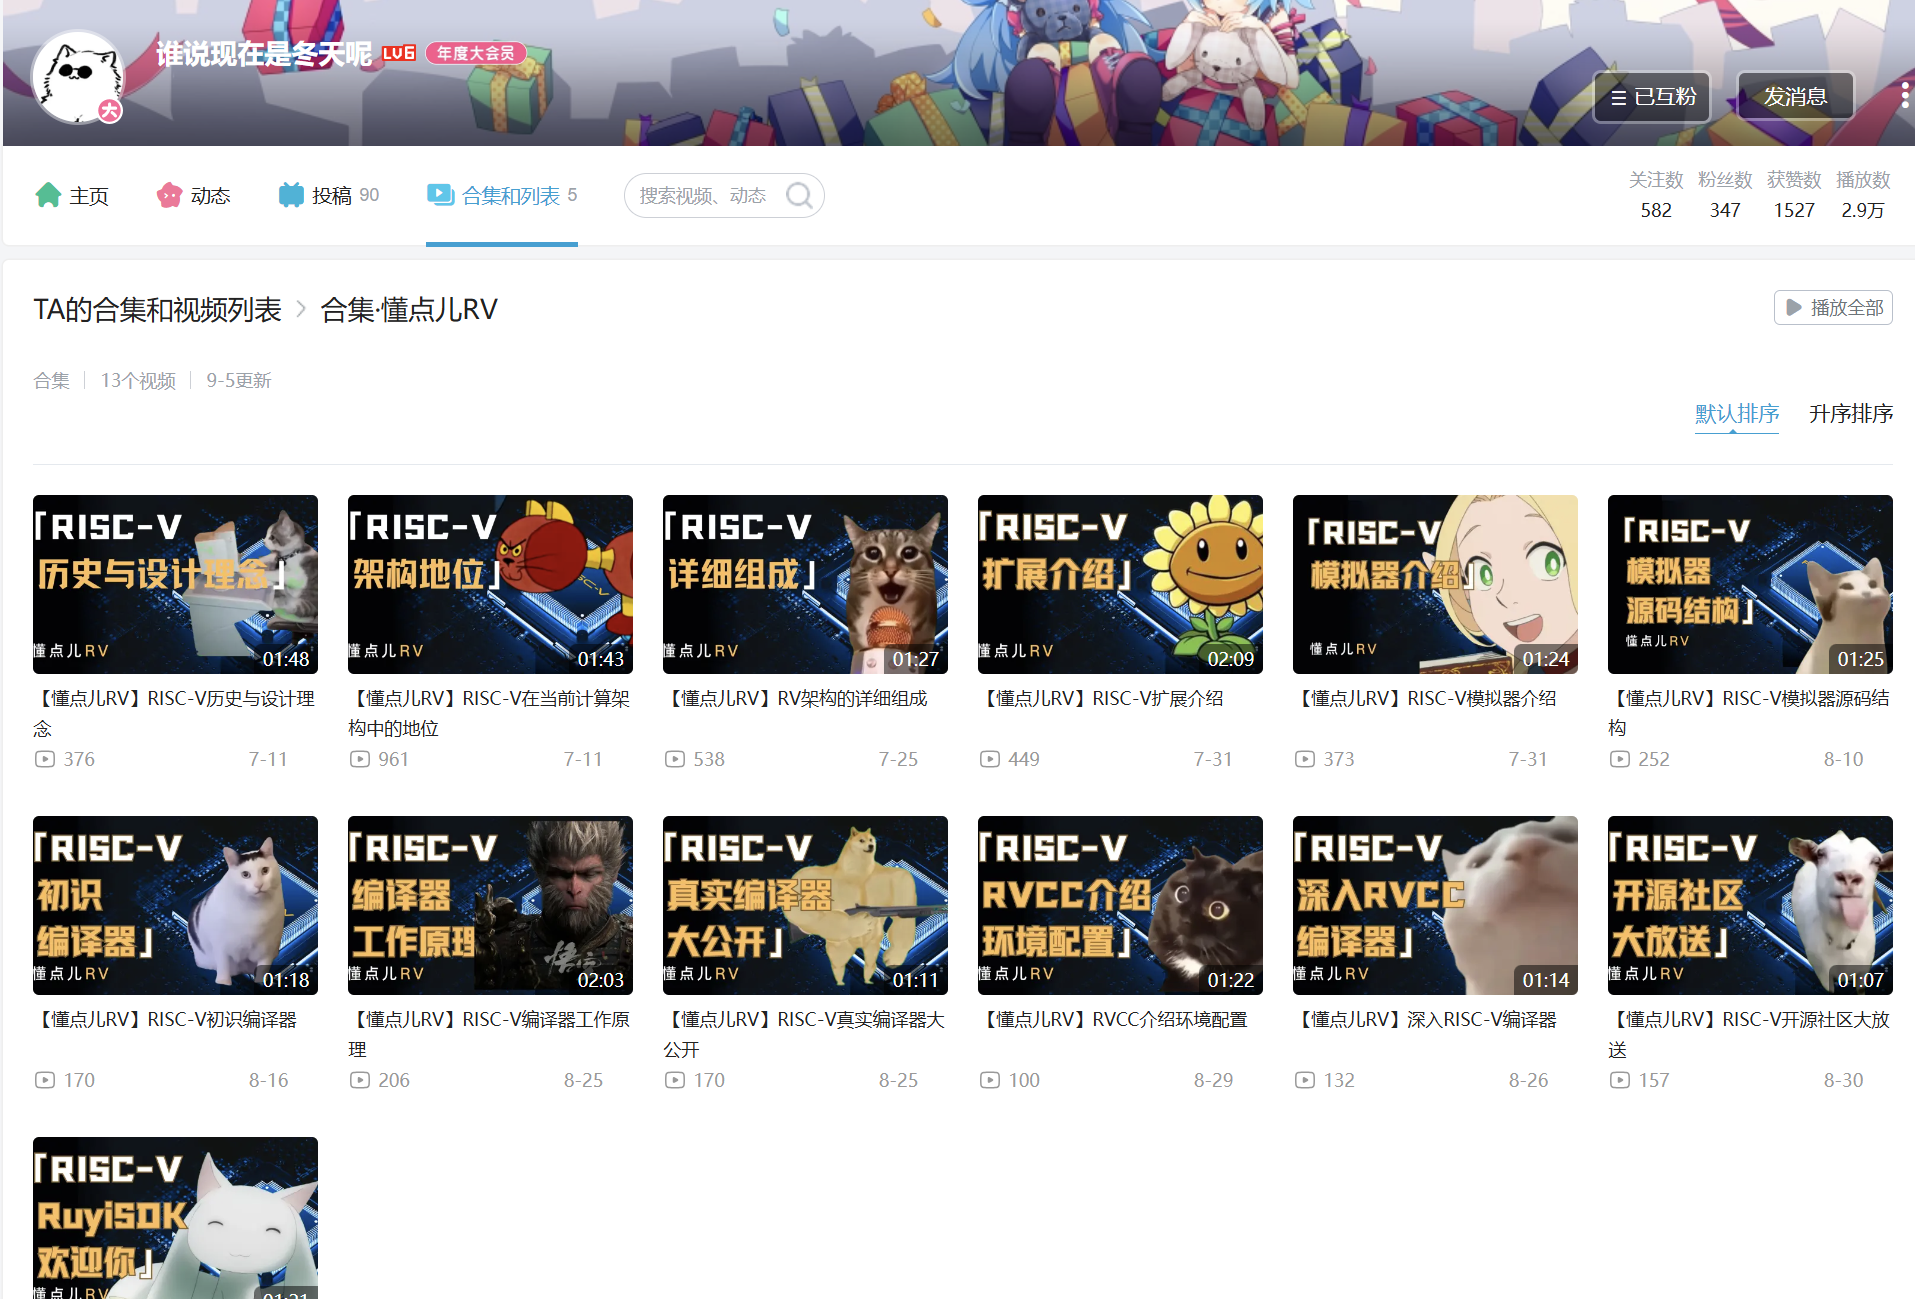 谁说现在是冬天呢 LV6 年度大会员
大
已互粉
发消息
主页
动态
投稿 90
合集和列表 5
搜索视频、动态
关注数 粉丝数 获赞数 播放数
582 347 1527 2.9万
TA的合集和视频列表 > 合集·懂点儿RV
播放全部
合集 13个视频 9-5更新
默认排序 升序排序
「RISC-V
历史与设计理念」
懂点儿RV
01:48
【懂点儿RV】RISC-V历史与设计理
念
376 7-11
「RISC-V
架构地位」
懂点儿RV
01:43
【懂点儿RV】RISC-V在当前计算架
构中的地位
961 7-11
「RISC-V
详细组成」
懂点儿RV
01:27
【懂点儿RV】RV架构的详细组成
538 7-25
「RISC-V
扩展介绍」
懂点儿RV
02:09
【懂点儿RV】RISC-V扩展介绍
449 7-31
「RISC-V
模拟器介绍」
懂点儿RV
01:24
【懂点儿RV】RISC-V模拟器介绍
373 7-31
「RISC-V
模拟器
源码结构」
懂点儿RV
01:25
【懂点儿RV】RISC-V模拟器源码结
构
252 8-10
「RISC-V
初识
编译器」
懂点儿RV
01:18
【懂点儿RV】RISC-V初识编译器
170 8-16
「RISC-V
编译器
工作原理
懂点儿RV
悟空
02:03
【懂点儿RV】RISC-V编译器工作原
理
206 8-25
「RISC-V
真实编译器
大公开」
懂点儿RV
01:11
【懂点儿RV】RISC-V真实编译器大
公开
170 8-25
「RISC-V
RVCC介绍
环境配置」
懂点儿RV
01:22
【懂点儿RV】RVCC介绍环境配置
100 8-29
「RISC-V
深入RVCC
编译器」
懂点儿RV
01:14
【懂点儿RV】深入RISC-V编译器
132 8-26
「RISC-V
开源社区
大放送」
懂点儿RV
01:07
【懂点儿RV】RISC-V开源社区大放
送
157 8-30
「RISC-V
RuyiSDK
欢迎你」
懂点儿RV
01:21